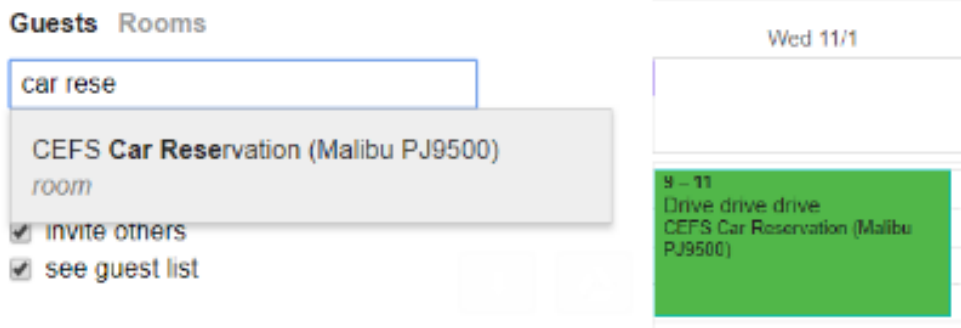 Guests Rooms
car rese
CEFS Car Reservation (Malibu PJ9500)
room
invite others
see guest list
Wed 11/1
9 – 11
Drive drive drive
CEFS Car Reservation (Malibu
PJ9500)